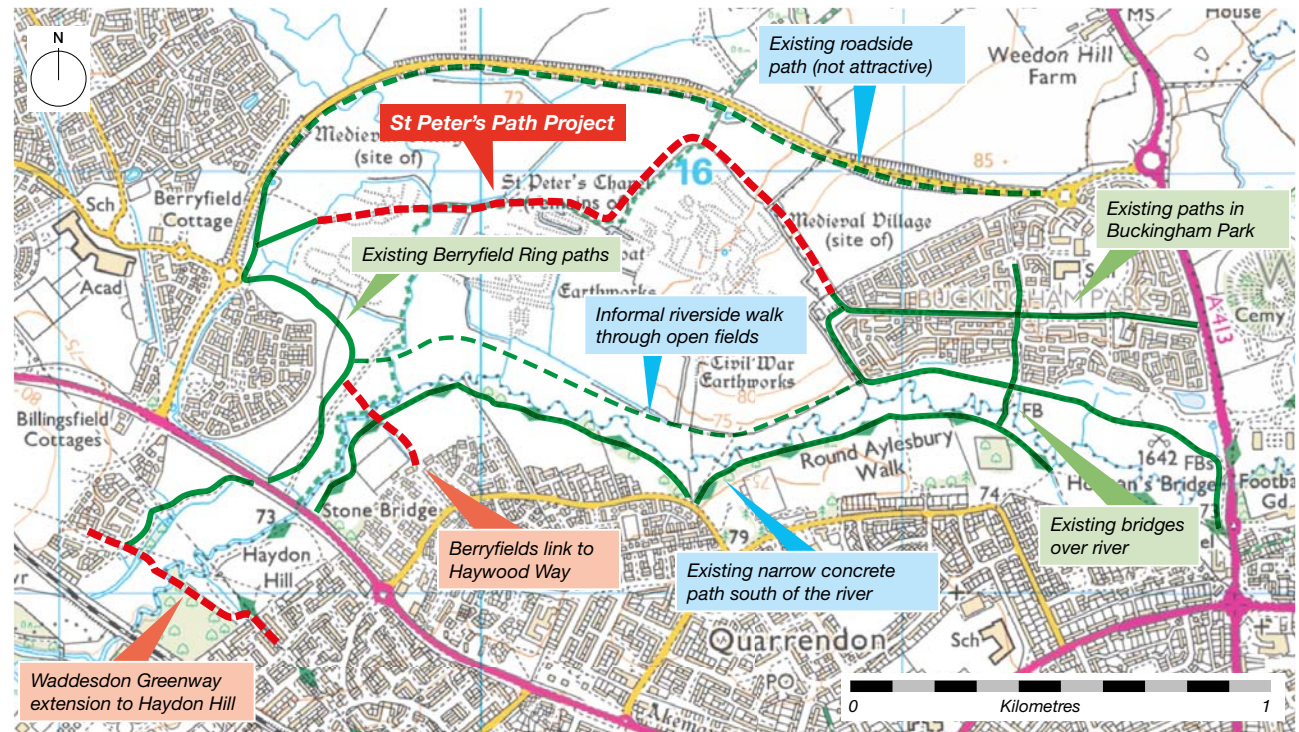 N
MS
House
Existing roadside
path (not attractive)
Weedon Hill
Farm
72
St Peter's Path Project
(site of)
16
85
St Peter's
Sch
Berryfield
Cottage
Medieval Village
(site of)
Existing paths in
Buckingham Park
Existing Berryfield Ring paths
Acad
Earthworks
BUCKINGHAM PARK
A413
Cemy
Informal riverside walk
through open fields
Civil War
Earthworks
80
75
80
75
Billingsfield
Cottages
FB
Round Aylesbury
Walk
75
1642
FBs
74
Gd
73
Stone Bridge
79
Haydon
Hill
Berryfields link to
Haywood Way
Existing narrow concrete
path south of the river
Existing bridges
over river
Quarrendon
Sch
PO
Waddesdon Greenway
extension to Haydon Hill
0
Kilometres
1